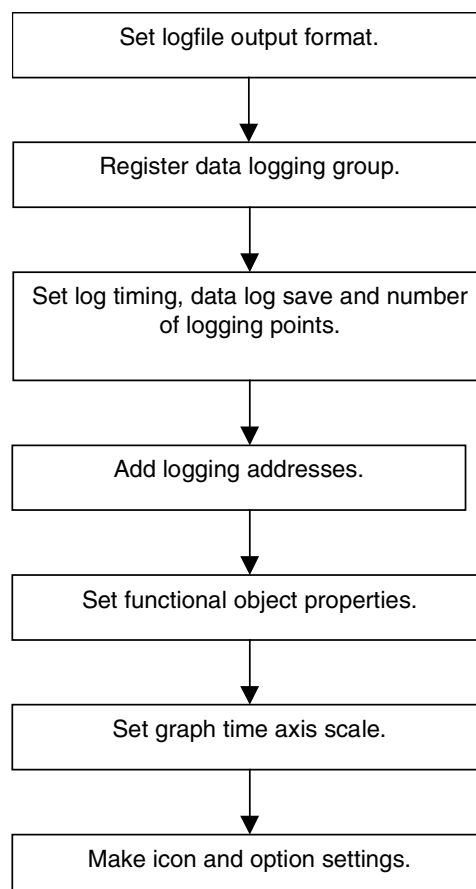 Set logfile output format.
Register data logging group.
Set log timing, data log save and number
of logging points.
Add logging addresses.
Set functional object properties.
Set graph time axis scale.
Make icon and option settings.